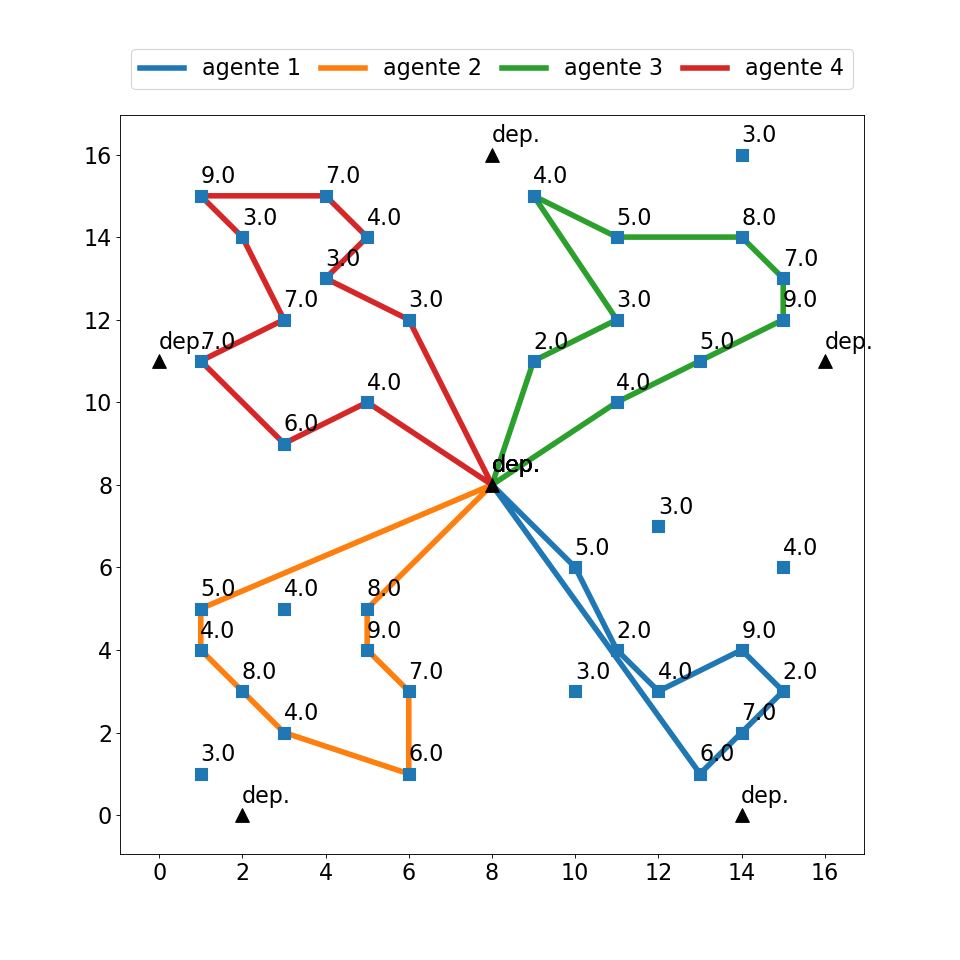 agente 1 agente 2 agente 3 agente 4
dep. 3.0
16
9.0 7.0 4.0
3.0 4.0 5.0 8.0
14
3.0 7.0
7.0 3.0 3.0 9.0
12
dep. 7.0 2.0 5.0 dep.
4.0 4.0
10
6.0
dep. dep.
8
3.0
5.0 4.0
6
5.0 4.0 8.0
4.0 9.0 2.0 9.0
4
8.0 7.0 3.0 4.0 2.0
4.0 7.0
2
3.0 6.0 6.0
dep. dep.
0
0 2 4 6 8 10 12 14 16